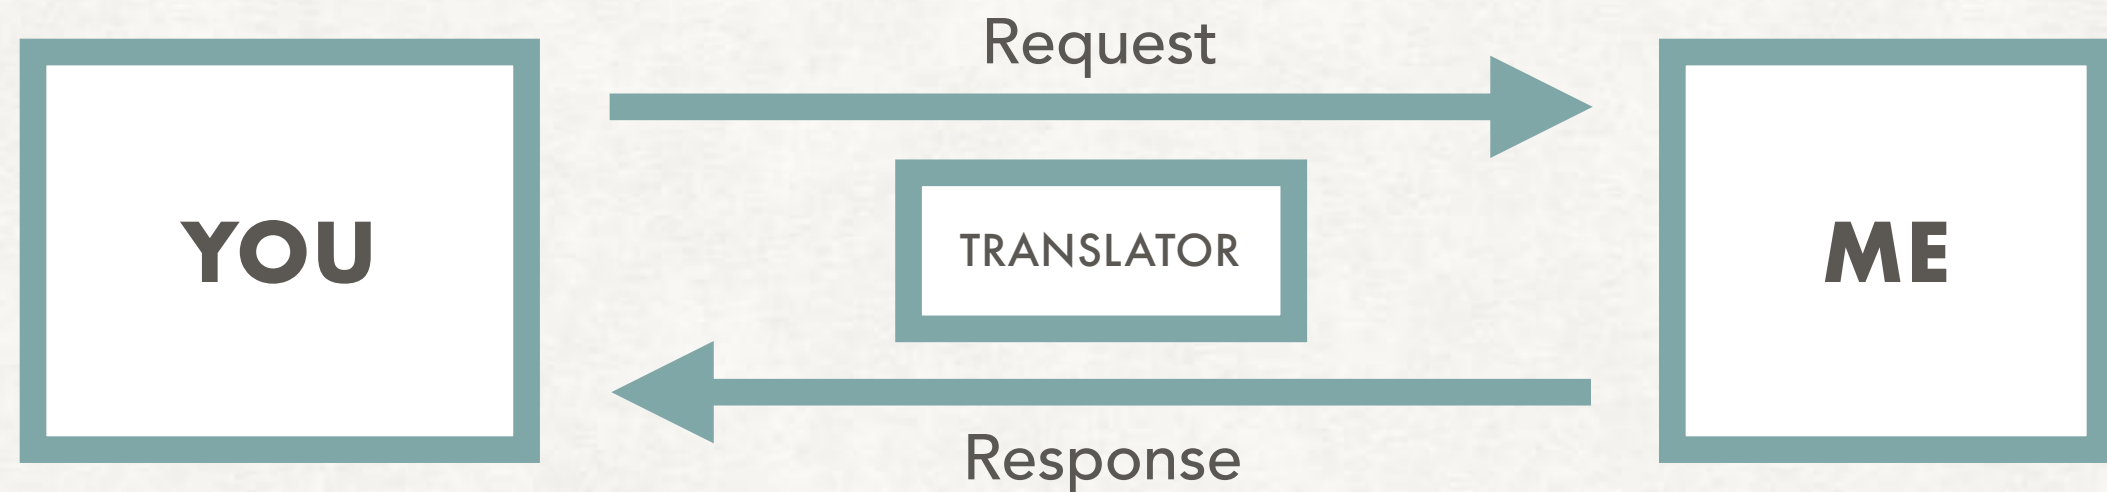 Request
YOU
TRANSLATOR
ME
Response